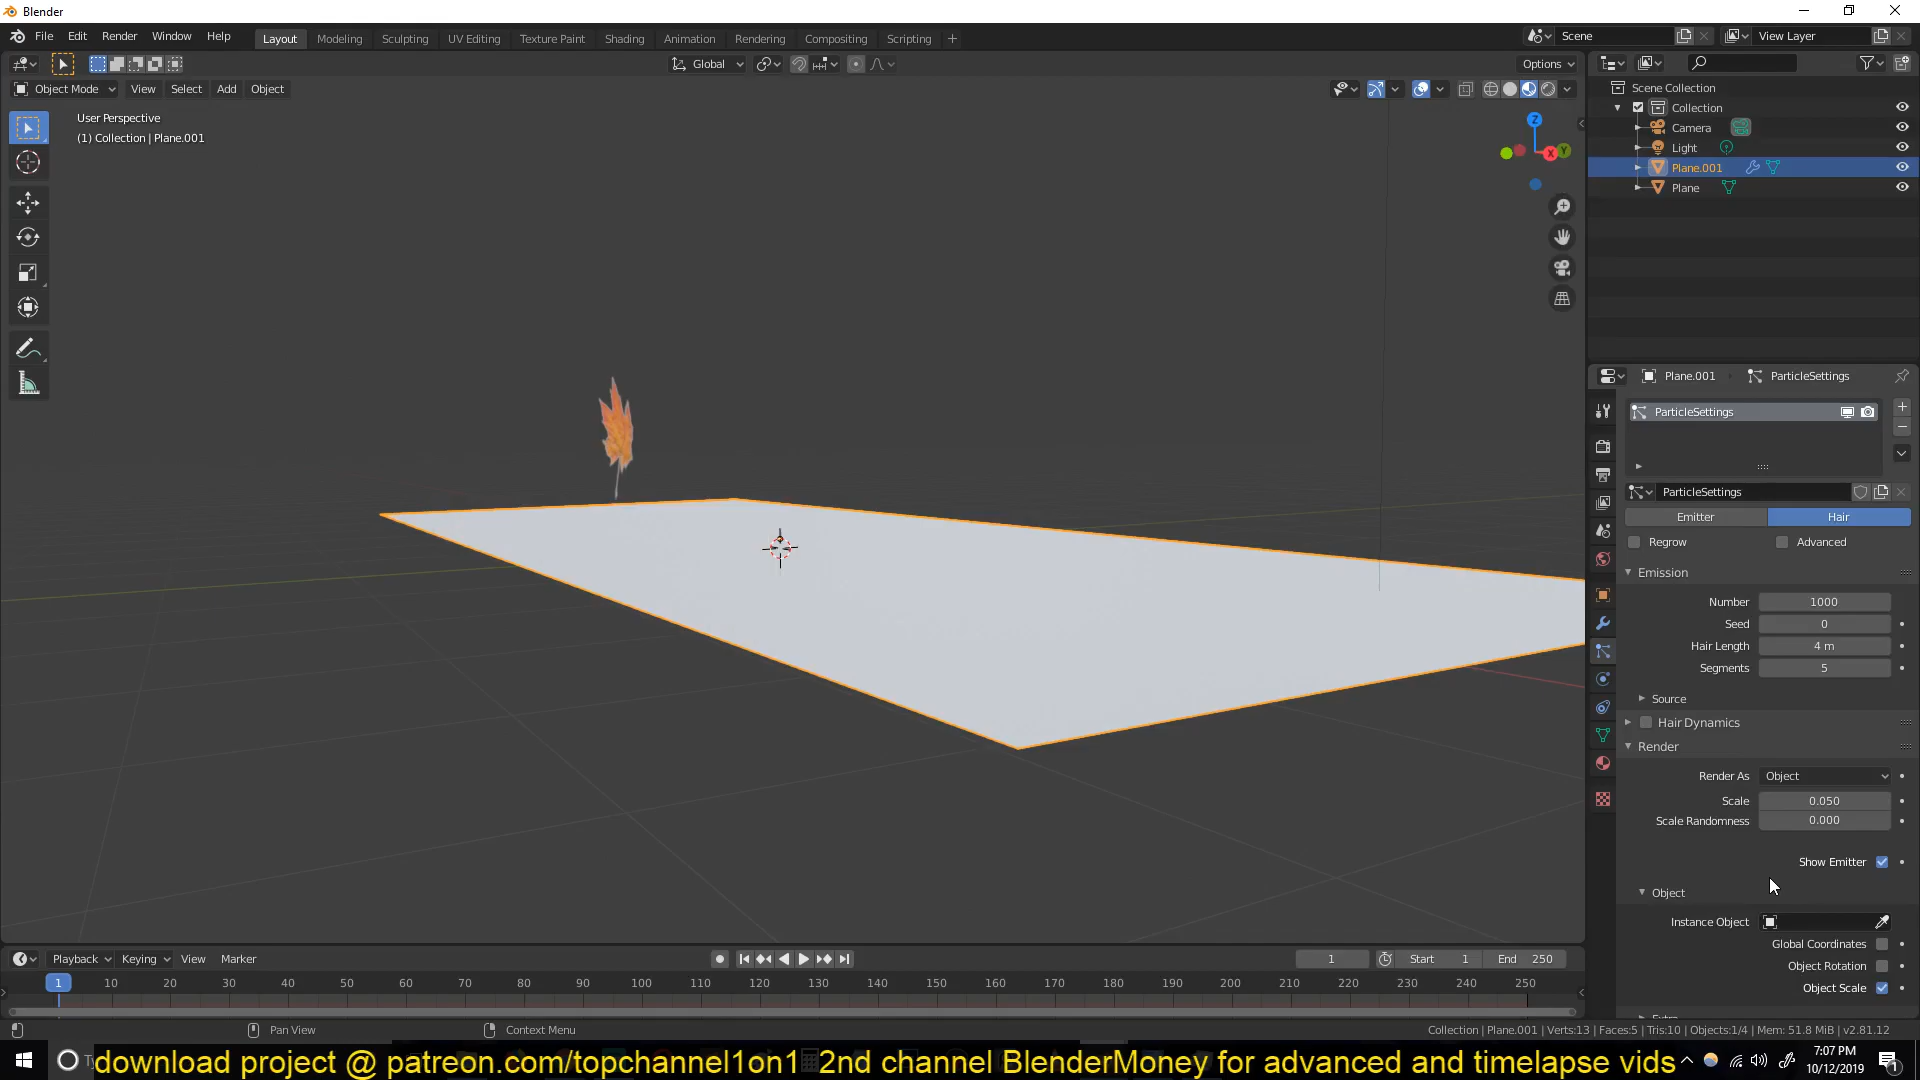 Blender
File Edit Render Window Help
Layout Modeling Sculpting UV Editing Texture Paint Shading Animation Rendering Compositing Scripting
Scene
View Layer
Global
Options
Object Mode View Select Add Object
User Perspective
(1) Collection | Plane.001
Z
X
Y
Scene Collection
Collection
Camera
Light
Plane.001
Plane
Plane.001 ParticleSettings
ParticleSettings
ParticleSettings
Emitter Hair
Regrow Advanced
Emission
Number 1000
Seed 0
Hair Length 4 m
Segments 5
Source
Hair Dynamics
Render
Render As Object
Scale 0.050
Scale Randomness 0.000
Show Emitter
Object
Instance Object
Global Coordinates
Object Rotation
Object Scale
Playback Keying View Marker
1 Start 1 End 250
1 10 20 30 40 50 60 70 80 90 100 110 120 130 140 150 160 170 180 190 200 210 220 230 240 250
Pan View
Context Menu
Collection | Plane.001 | Verts:13 | Faces:5 | Tris:10 | Objects:1/4 | Mem: 51.8 MiB | v2.81.12
download project @ patreon.com/topchannel1on1 2nd channel BlenderMoney for advanced and timelapse vids
7:07 PM
10/12/2019